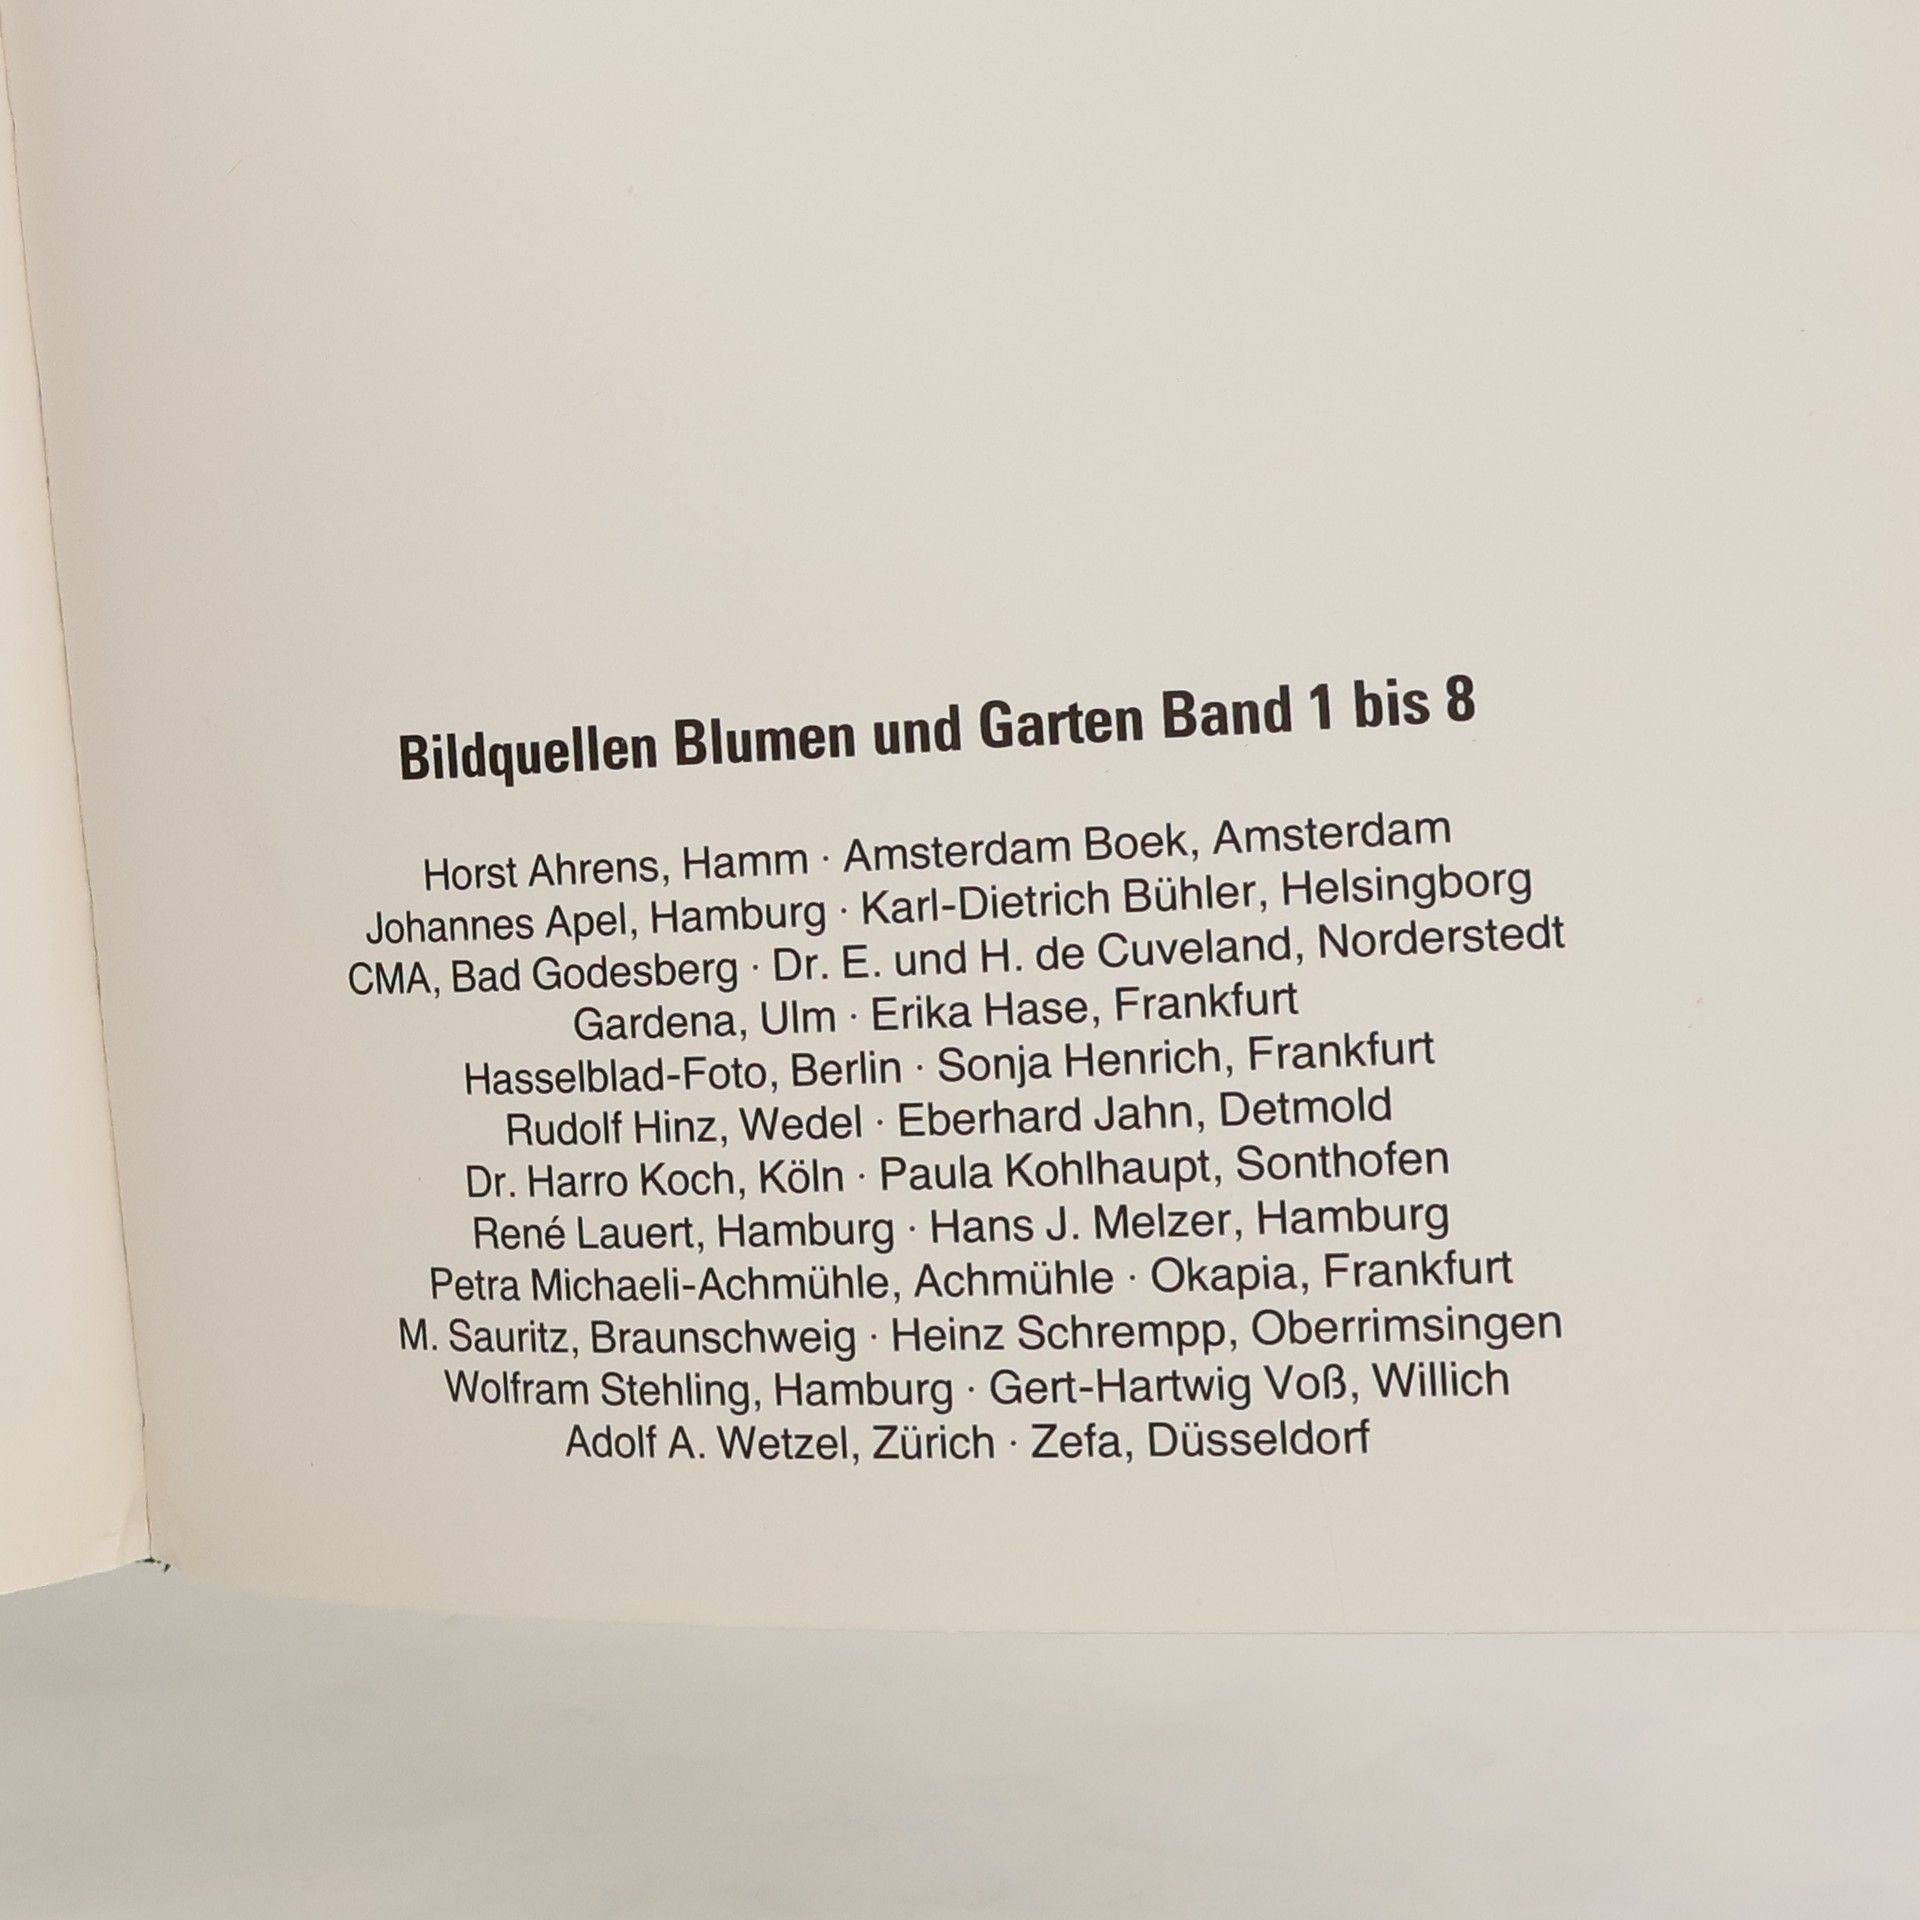 Bildquellen Blumen und Garten Band 1 bis 8
Horst Ahrens, Hamm · Amsterdam Boek, Amsterdam
Johannes Apel, Hamburg · Karl-Dietrich Bühler, Helsingborg
CMA, Bad Godesberg · Dr. E. und H. de Cuveland, Norderstedt
Gardena, Ulm · Erika Hase, Frankfurt
Hasselblad-Foto, Berlin · Sonja Henrich, Frankfurt
Rudolf Hinz, Wedel · Eberhard Jahn, Detmold
Dr. Harro Koch, Köln · Paula Kohlhaupt, Sonthofen
René Lauert, Hamburg · Hans J. Melzer, Hamburg
Petra Michaeli-Achmühle, Achmühle · Okapia, Frankfurt
M. Sauritz, Braunschweig · Heinz Schrempp, Oberrimsingen
Wolfram Stehling, Hamburg · Gert-Hartwig Voß, Willich
Adolf A. Wetzel, Zürich · Zefa, Düsseldorf